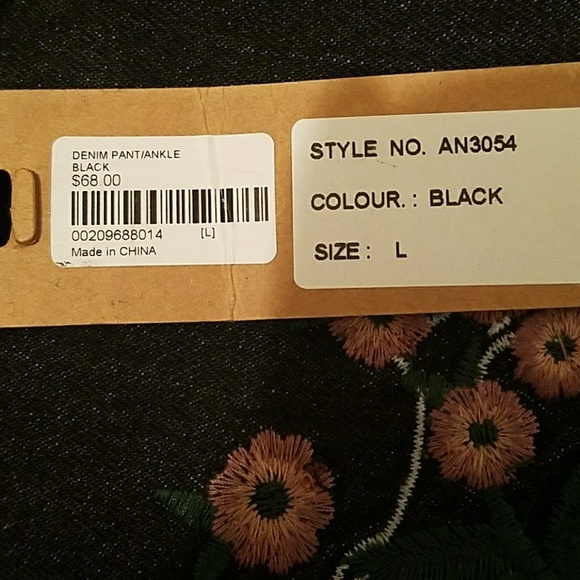 DENIM PANT/ANKLE
BLACK
$68.00
00209688014 [L]
Made in CHINA
STYLE NO. AN3054
COLOUR. : BLACK
SIZE : L